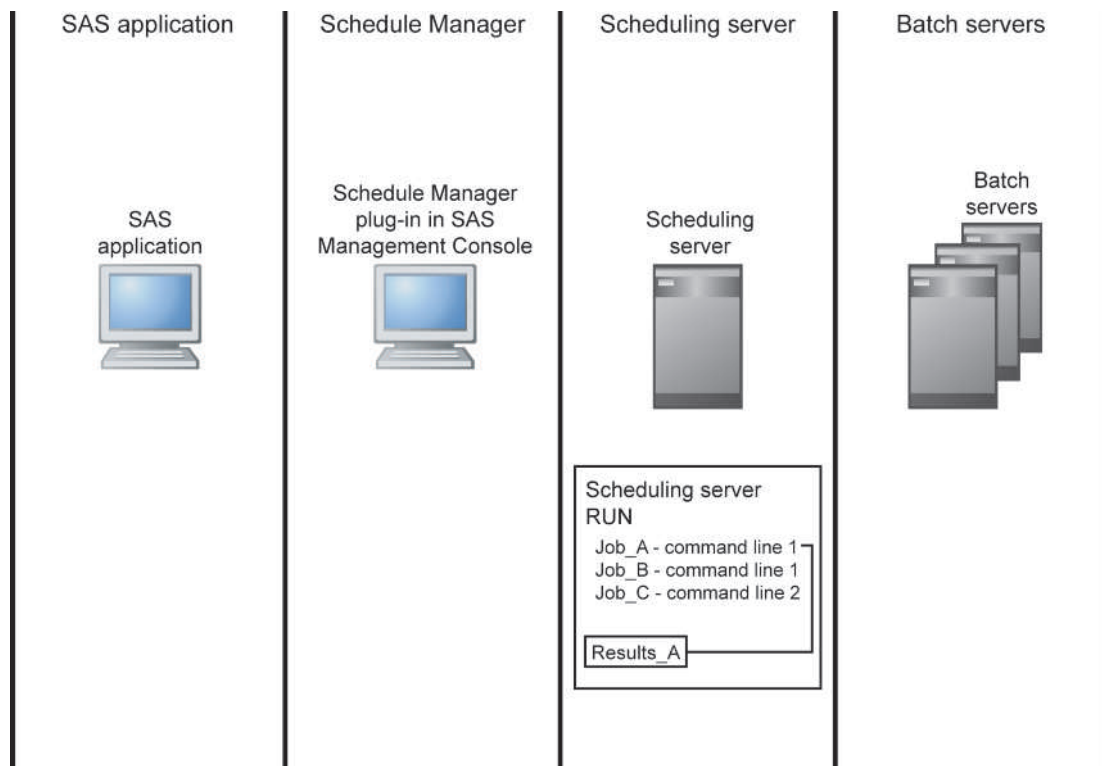 SAS application
Schedule Manager
Scheduling server
Batch servers
SAS
application
Schedule Manager
plug-in in SAS
Management Console
Scheduling
server
Batch
servers
Scheduling server
RUN
Job_A - command line 1
Job_B - command line 1
Job_C - command line 2
Results_A